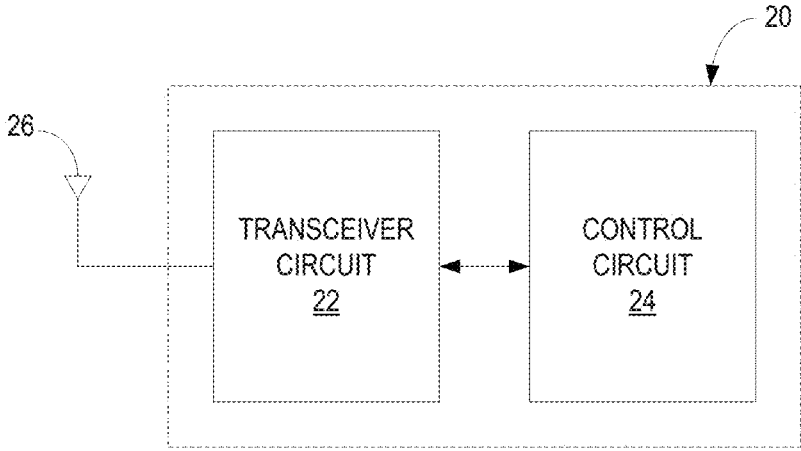 20
26
TRANSCEIVER
CIRCUIT
22
CONTROL
CIRCUIT
24